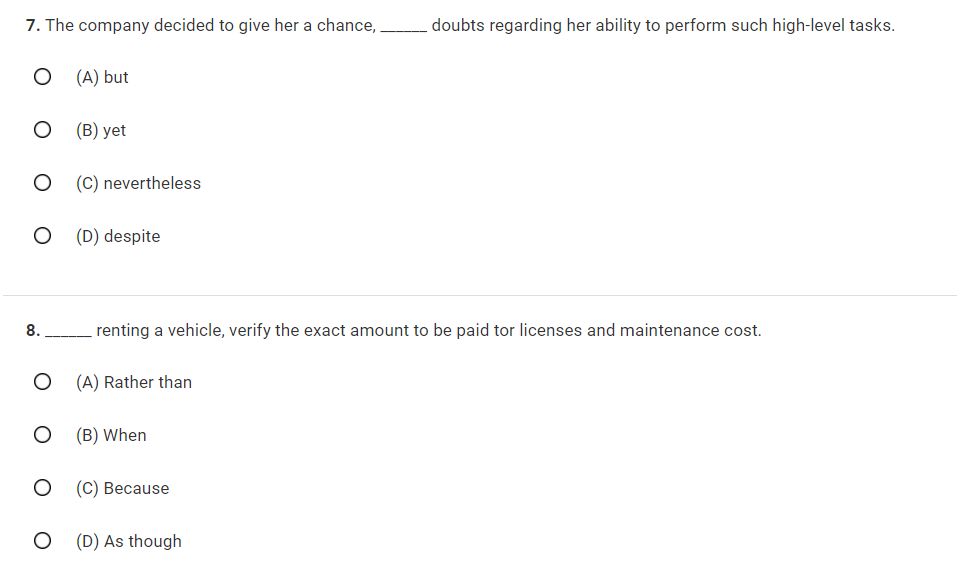 7. The company decided to give her a chance, ______ doubts regarding her ability to perform such high-level tasks.
(A) but
(B) yet
(C) nevertheless
(D) despite
8. ______ renting a vehicle, verify the exact amount to be paid tor licenses and maintenance cost.
(A) Rather than
(B) When
(C) Because
(D) As though